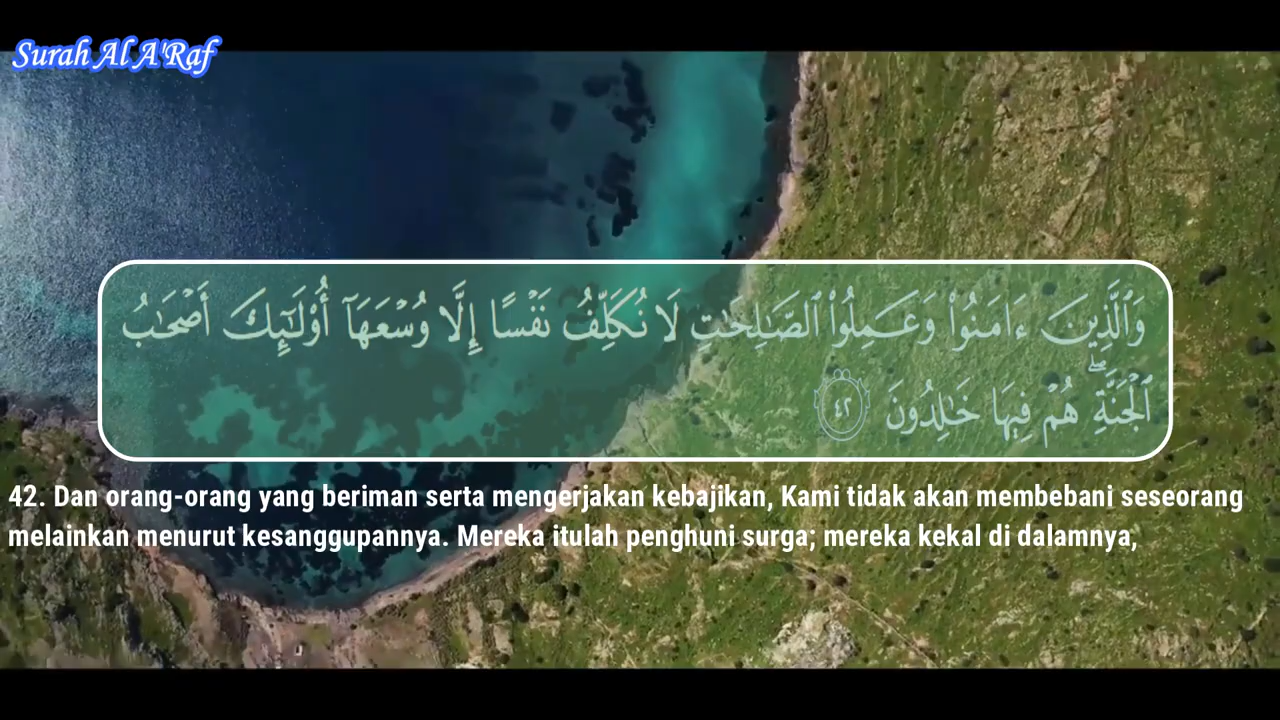 Surah Al A'Raf
وَٱلَّذِينَ ءَامَنُوا۟ وَعَمِلُوا۟ ٱلصَّـٰلِحَـٰتِ لَا نُكَلِّفُ نَفْسًا إِلَّا وُسْعَهَآ أُو۟لَـٰٓئِكَ أَصْحَـٰبُ
ٱلْجَنَّةِ ۖ هُمْ فِيهَا خَـٰلِدُونَ ٤٢
42. Dan orang-orang yang beriman serta mengerjakan kebajikan, Kami tidak akan membebani seseorang
melainkan menurut kesanggupannya. Mereka itulah penghuni surga; mereka kekal di dalamnya,